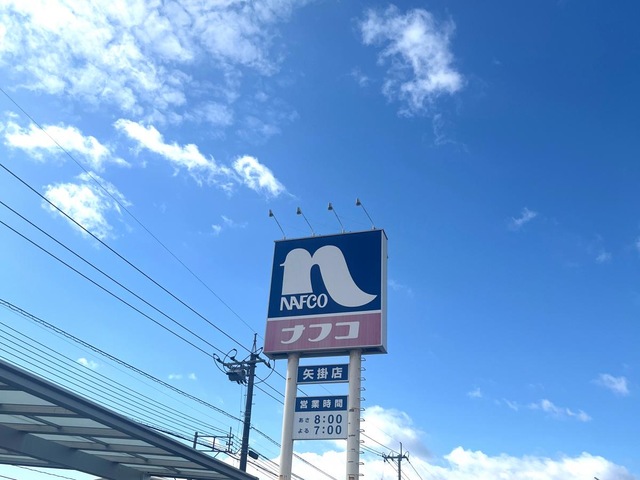 NAFCO
ナフコ
矢掛店
営業時間
あさ 8:00
よる 7:00